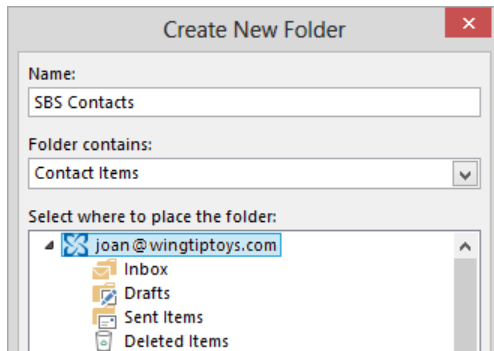 Create New Folder
Name:
SBS Contacts
Folder contains:
Contact Items
Select where to place the folder:
joan@wingtiptoys.com
Inbox
Drafts
Sent Items
Deleted Items